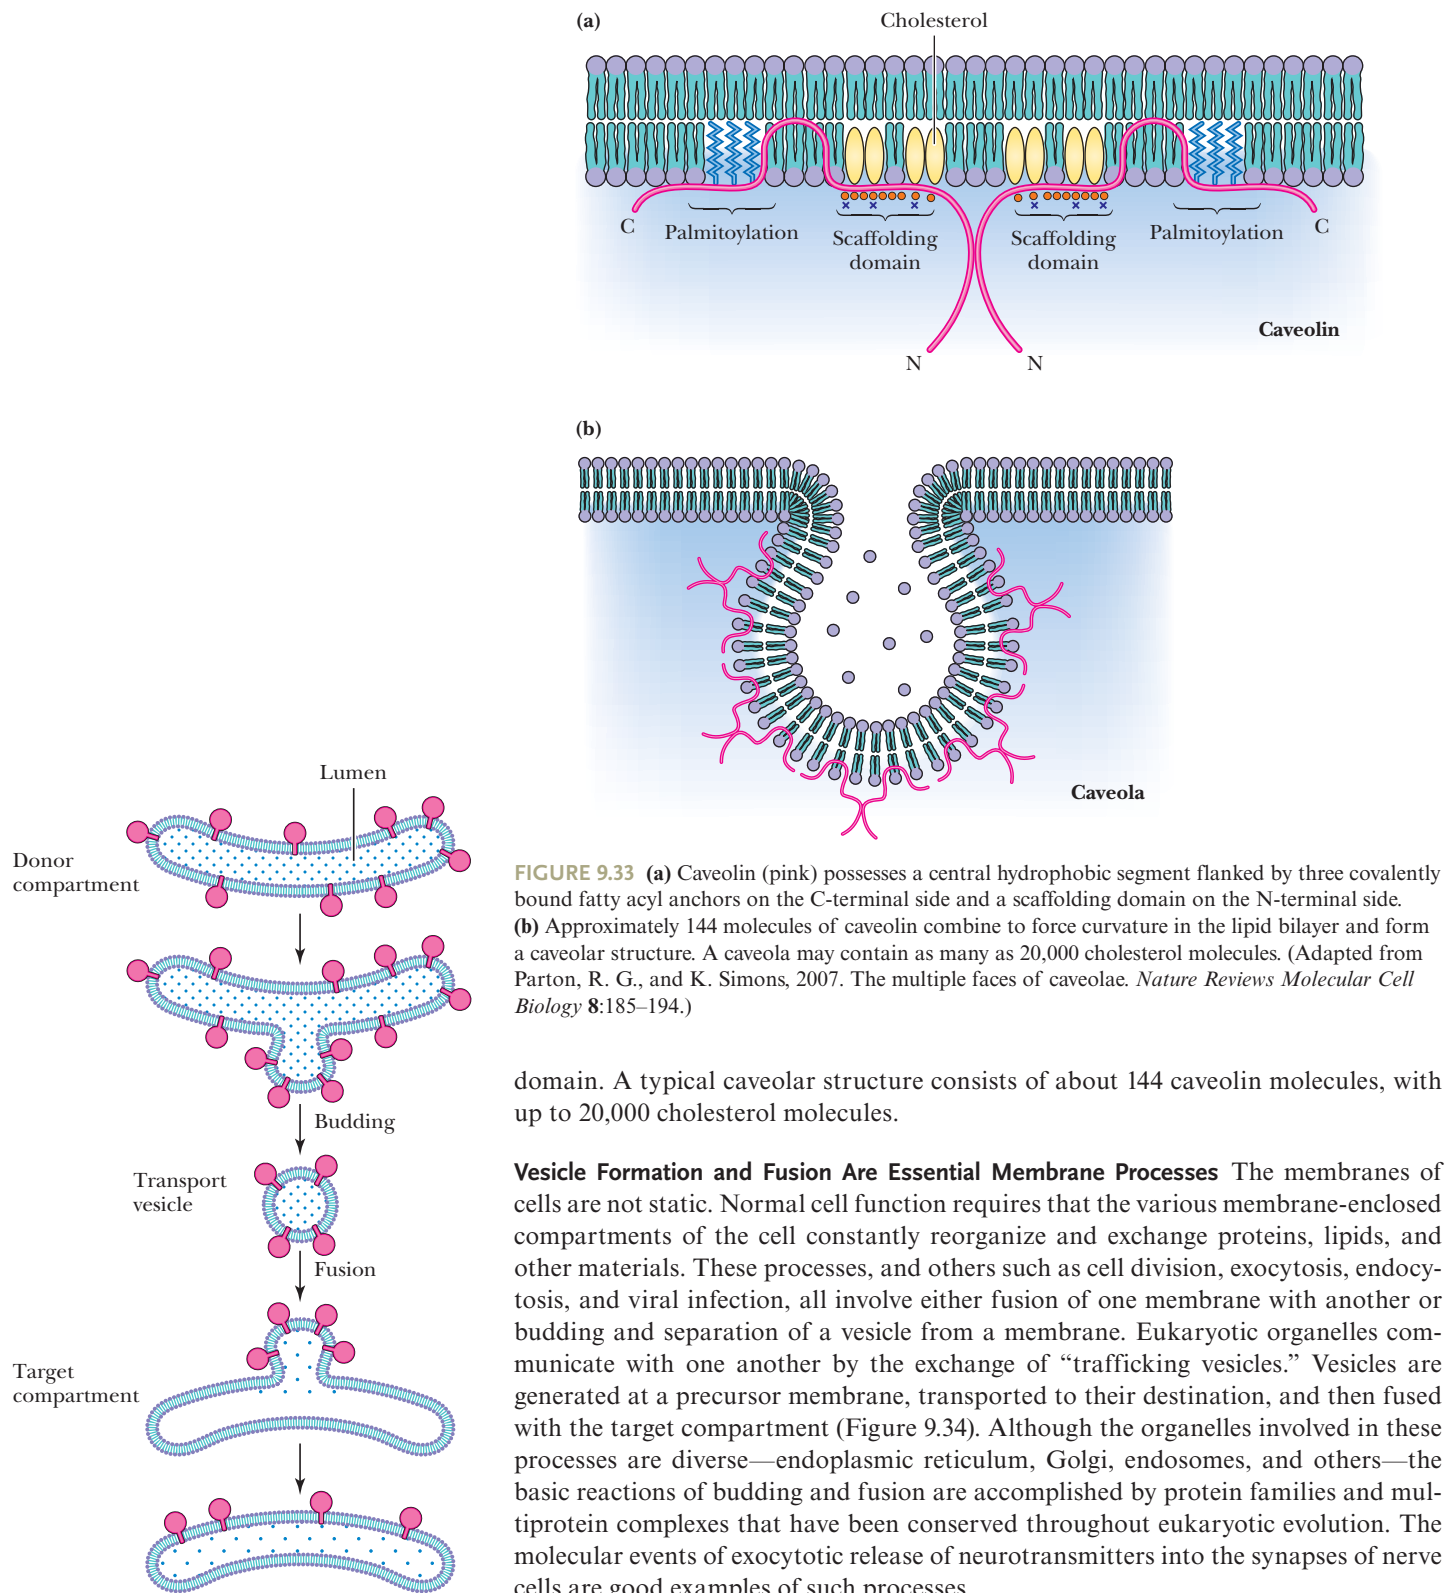 (a)
Cholesterol
C
Palmitoylation
Scaffolding
domain
Scaffolding
domain
Palmitoylation
C
Caveolin
N
N
(b)
Caveola
FIGURE 9.33 (a) Caveolin (pink) possesses a central hydrophobic segment flanked by three covalently
bound fatty acyl anchors on the C-terminal side and a scaffolding domain on the N-terminal side.
(b) Approximately 144 molecules of caveolin combine to force curvature in the lipid bilayer and form
a caveolar structure. A caveola may contain as many as 20,000 cholesterol molecules. (Adapted from
Parton, R. G., and K. Simons, 2007. The multiple faces of caveolae. Nature Reviews Molecular Cell
Biology 8:185–194.)
Lumen
Donor
compartment
Budding
Transport
vesicle
Fusion
Target
compartment
domain. A typical caveolar structure consists of about 144 caveolin molecules, with
up to 20,000 cholesterol molecules.
Vesicle Formation and Fusion Are Essential Membrane Processes The membranes of
cells are not static. Normal cell function requires that the various membrane-enclosed
compartments of the cell constantly reorganize and exchange proteins, lipids, and
other materials. These processes, and others such as cell division, exocytosis, endocy-
tosis, and viral infection, all involve either fusion of one membrane with another or
budding and separation of a vesicle from a membrane. Eukaryotic organelles com-
municate with one another by the exchange of “trafficking vesicles.” Vesicles are
generated at a precursor membrane, transported to their destination, and then fused
with the target compartment (Figure 9.34). Although the organelles involved in these
processes are diverse—endoplasmic reticulum, Golgi, endosomes, and others—the
basic reactions of budding and fusion are accomplished by protein families and mul-
tiprotein complexes that have been conserved throughout eukaryotic evolution. The
molecular events of exocytotic release of neurotransmitters into the synapses of nerve
cells are good examples of such processes.